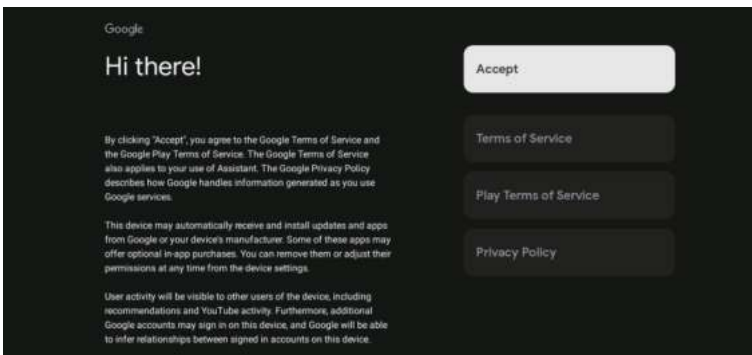 Google
Hi there!
By clicking "Accept", you agree to the Google Terms of Service and
the Google Play Terms of Service. The Google Terms of Service
also applies to your use of Assistant. The Google Privacy Policy
describes how Google handles information generated as you use
Google services.
This device may automatically receive and install updates and apps
from Google or your device's manufacturer. Some of these apps may
offer optional in-app purchases. You can remove them or adjust their
permissions at any time from the device settings.
User activity will be visible to other users of the device, including
recommendations and YouTube activity. Furthermore, additional
Google accounts may sign in on this device, and Google will be able
to infer relationships between signed in accounts on this device.
Accept
Terms of Service
Play Terms of Service
Privacy Policy